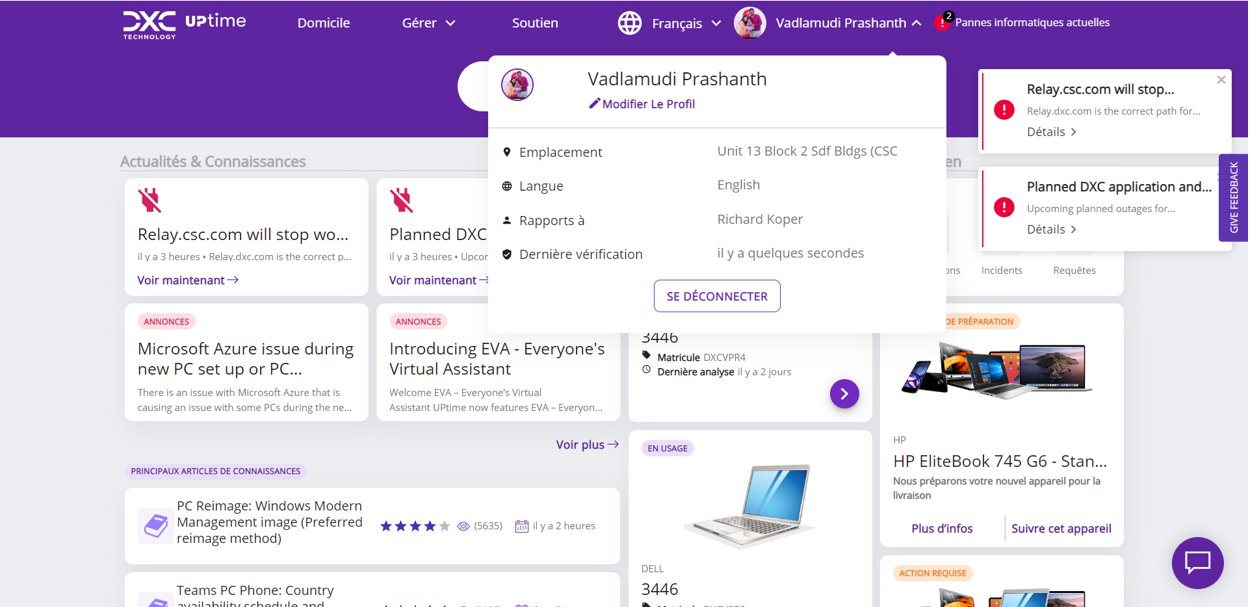 DXC
TECHNOLOGY
UPtime
Domicile
Gérer
Soutien
Français
Vadlamudi Prashanth
2
Pannes informatiques actuelles
Vadlamudi Prashanth
Modifier Le Profil
Emplacement
Unit 13 Block 2 Sdf Bldgs (CSC
Langue
English
Rapports à
Richard Koper
Dernière vérification
il y a quelques secondes
SE DÉCONNECTER
Relay.csc.com will stop...
Relay.dxc.com is the correct path for...
Détails
Planned DXC application and...
Upcoming planned outages for...
Détails
GIVE FEEDBACK
Actualités & Connaissances
Relay.csc.com will stop wo...
il y a 3 heures • Relay.dxc.com is the correct p...
Voir maintenant
Planned DXC
il y a 3 heures • Upcor
Voir maintenant
ANNONCES
Microsoft Azure issue during
new PC set up or PC...
There is an issue with Microsoft Azure that is
causing an issue with some PCs during the ne...
ANNONCES
Introducing EVA - Everyone's
Virtual Assistant
Welcome EVA – Everyone's Virtual
Assistant UPtime now features EVA – Everyon...
Voir plus
PRINCIPAUX ARTICLES DE CONNAISSANCES
PC Reimage: Windows Modern
Management image (Preferred
reimage method)
(5635)
il y a 2 heures
Teams PC Phone: Country
availability schedule and
3446
Matricule DXCVPR4
Dernière analyse il y a 2 jours
EN USAGE
DELL
3446
en
ons
Incidents
Requêtes
DE PRÉPARATION
HP
HP EliteBook 745 G6 - Stan...
Nous préparons votre nouvel appareil pour la
livraison
Plus d'infos
Suivre cet appareil
ACTION REQUISE